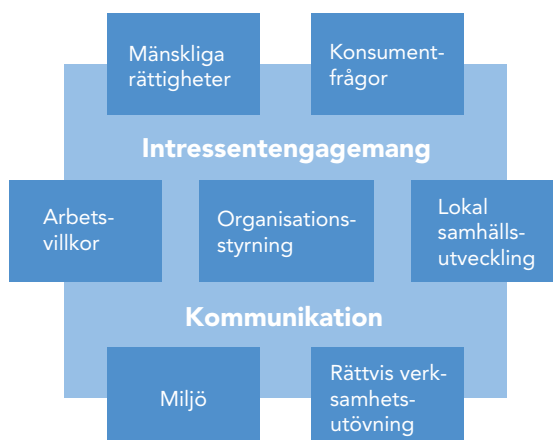 Mänskliga
rättigheter
Konsument-
frågor
Intressentengagemang
Arbets-
villkor
Organisations-
styrning
Lokal
samhälls-
utveckling
Kommunikation
Miljö
Rättvis verk-
samhets-
utövning